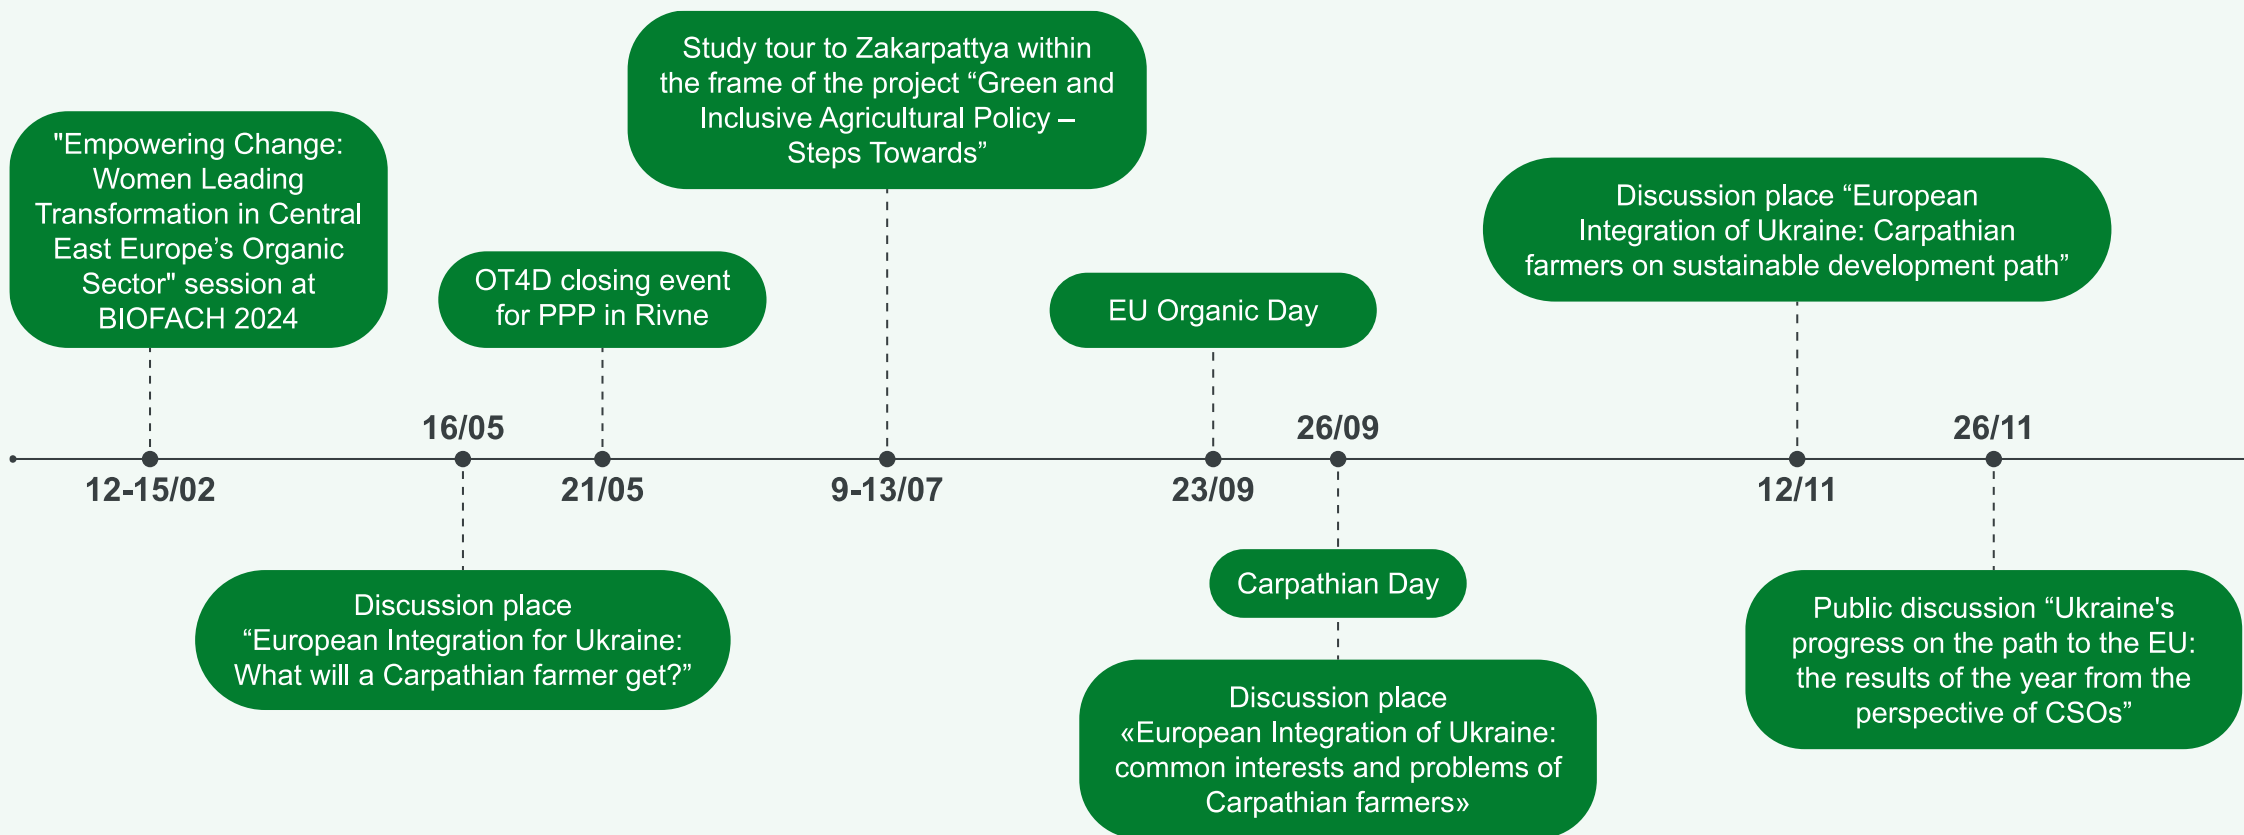 "Empowering Change:
Women Leading
Transformation in Central
East Europe’s Organic
Sector" session at
BIOFACH 2024
12-15/02
16/05
Discussion place
“European Integration for Ukraine:
What will a Carpathian farmer get?”
OT4D closing event
for PPP in Rivne
21/05
Study tour to Zakarpattya within
the frame of the project “Green and
Inclusive Agricultural Policy –
Steps Towards”
9-13/07
EU Organic Day
23/09
26/09
Carpathian Day
Discussion place
«European Integration of Ukraine:
common interests and problems of
Carpathian farmers»
Discussion place “European
Integration of Ukraine: Carpathian
farmers on sustainable development path”
12/11
26/11
Public discussion “Ukraine's
progress on the path to the EU:
the results of the year from the
perspective of CSOs”